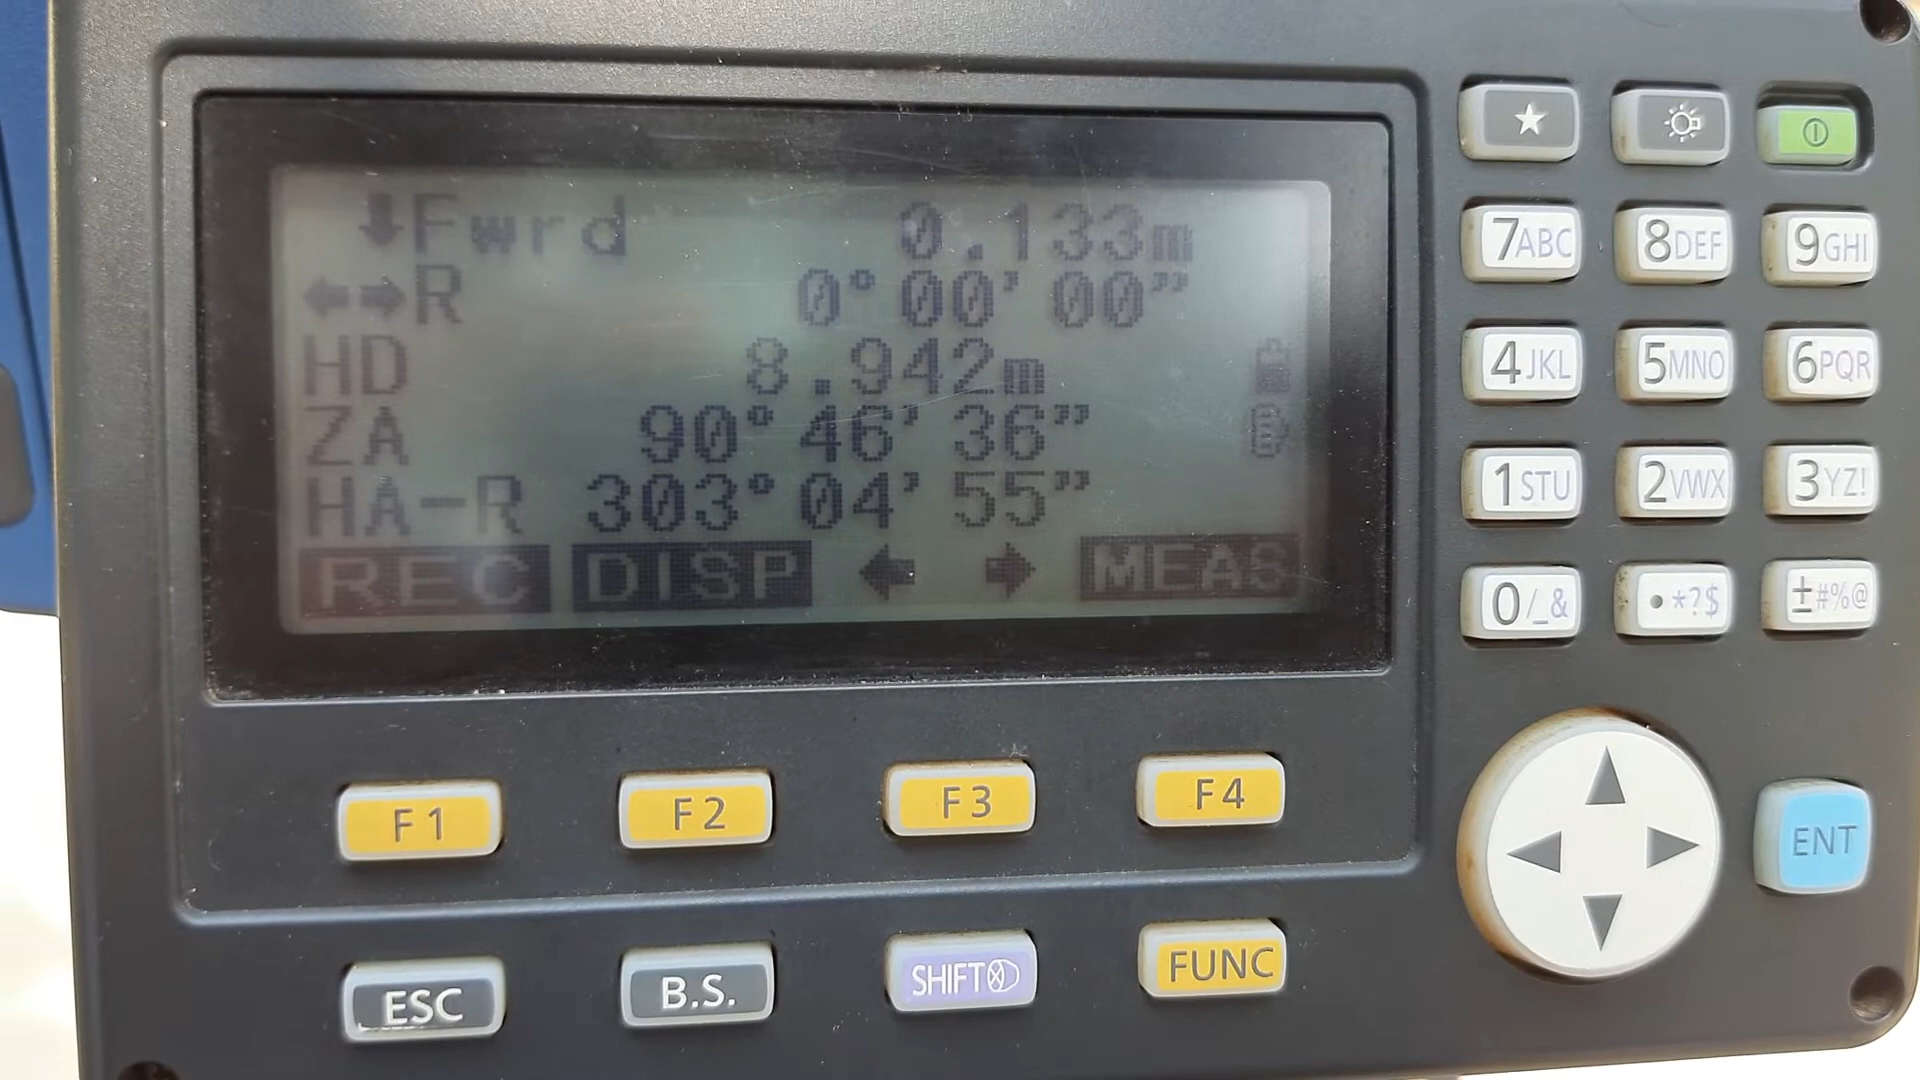 ↓Fwrd 0.133m
←→R 0°00'00"
HD 8.942m
ZA 90°46'36"
HA-R 303°04'55"
REC DISP ← → MEAS
F1 F2 F3 F4
ESC B.S. SHIFT FUNC
★
7ABC 8DEF 9GHI
4JKL 5MNO 6PQR
1STU 2VWX 3YZ!
0/_& •*?$ ±#%@
ENT